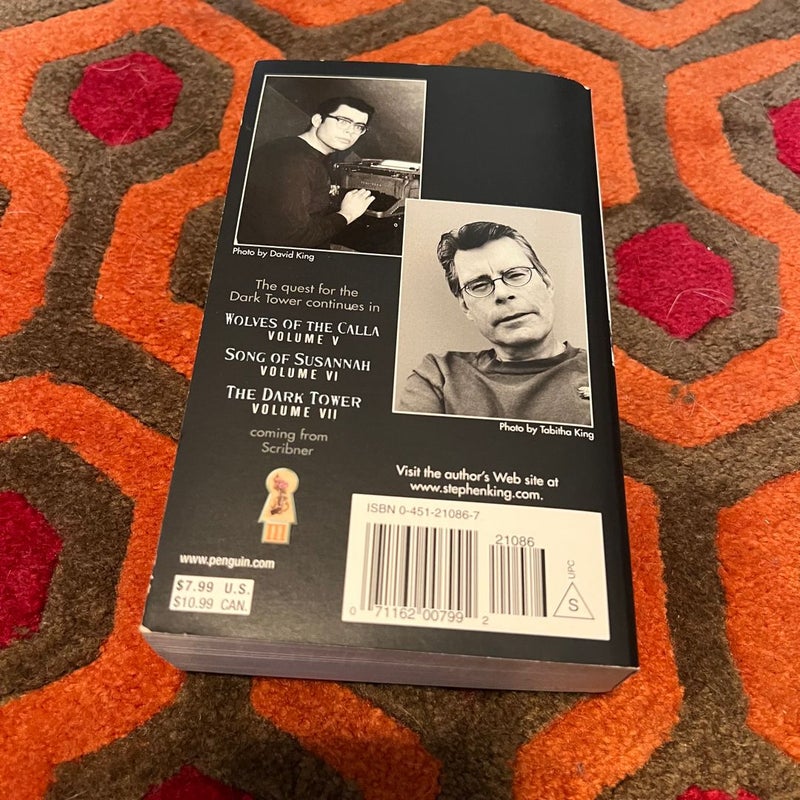 Photo by David King
Photo by Tabitha King
The quest for the
Dark Tower continues in
WOLVES OF THE CALLA
VOLUME V
SONG OF SUSANNAH
VOLUME VI
THE DARK TOWER
VOLUME VII
coming from
Scribner
III
www.penguin.com
$7.99 U.S.
$10.99 CAN.
Visit the author's Web site at
www.stephenking.com.
ISBN 0-451-21086-7
21086
0 71162 00799 2
UPC
S